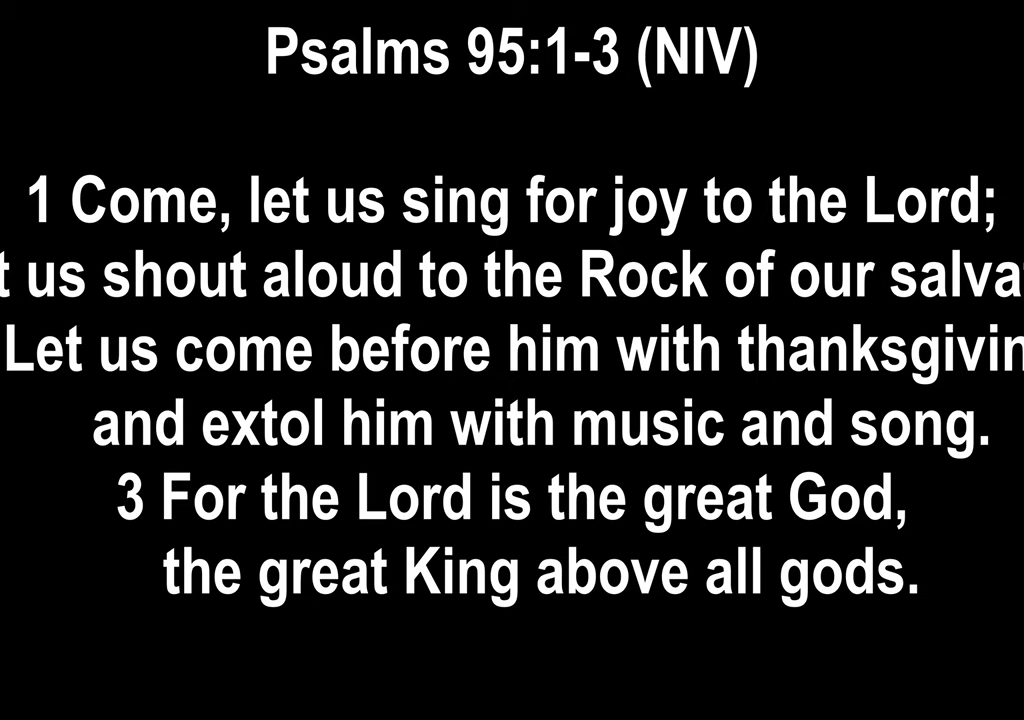 Psalms 95:1-3 (NIV)
1 Come, let us sing for joy to the Lord;
us shout aloud to the Rock of our
Let us come before him with
and extol him with music and song.
3 For the Lord is the great God,
the great King above all gods.